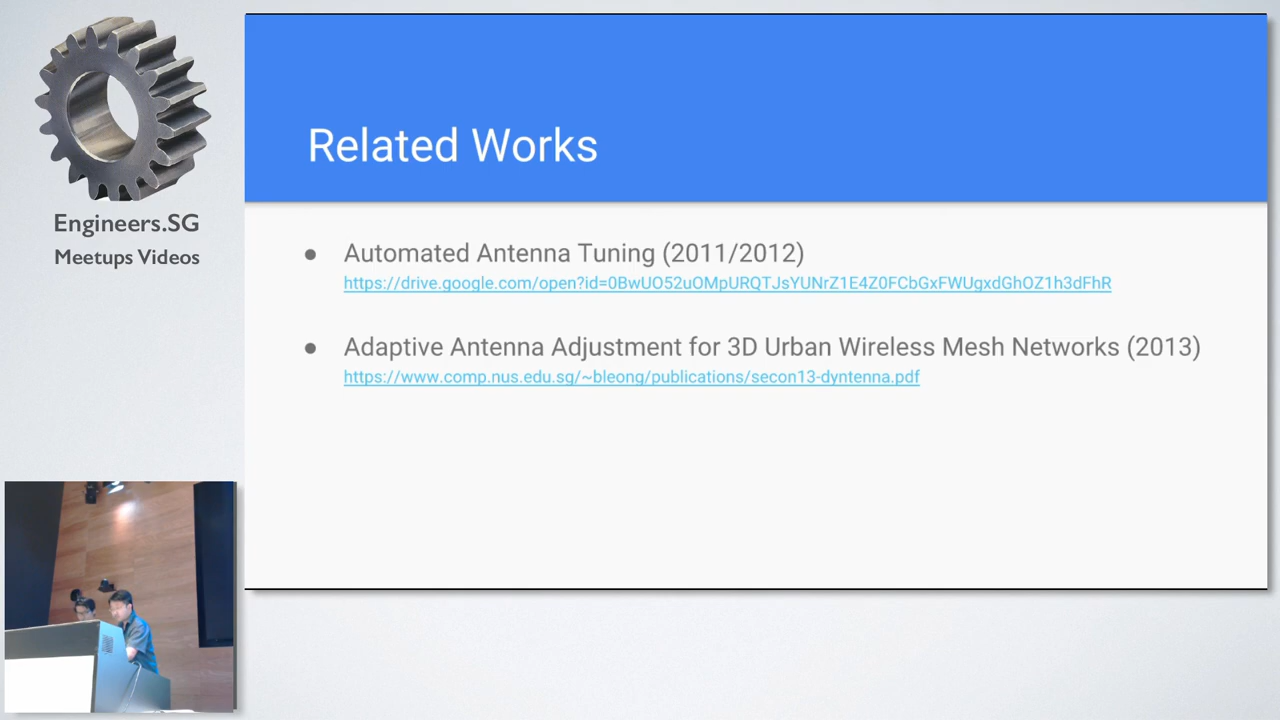 Engineers.SG
Meetups Videos
Related Works
● Automated Antenna Tuning (2011/2012)
https://drive.google.com/open?id=0BwUO52uOMpURQTJsYUNrZ1E4Z0FCbGxFWUgxdGhOZ1h3dFhR
● Adaptive Antenna Adjustment for 3D Urban Wireless Mesh Networks (2013)
https://www.comp.nus.edu.sg/~bleong/publications/secon13-dyntenna.pdf